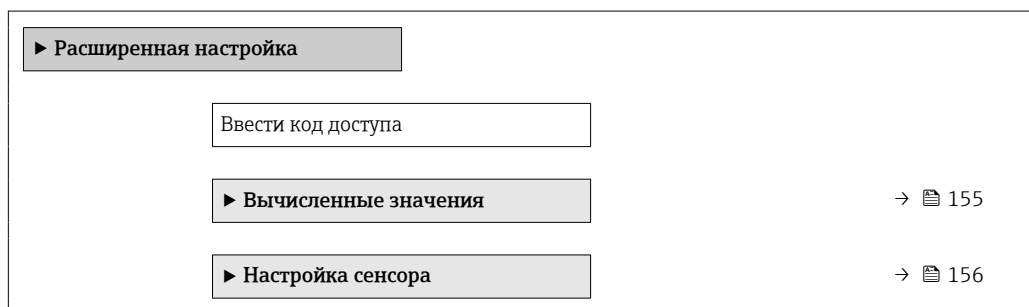 ▶ Расширенная настройка
Ввести код доступа
▶ Вычисленные значения → 155
▶ Настройка сенсора → 156